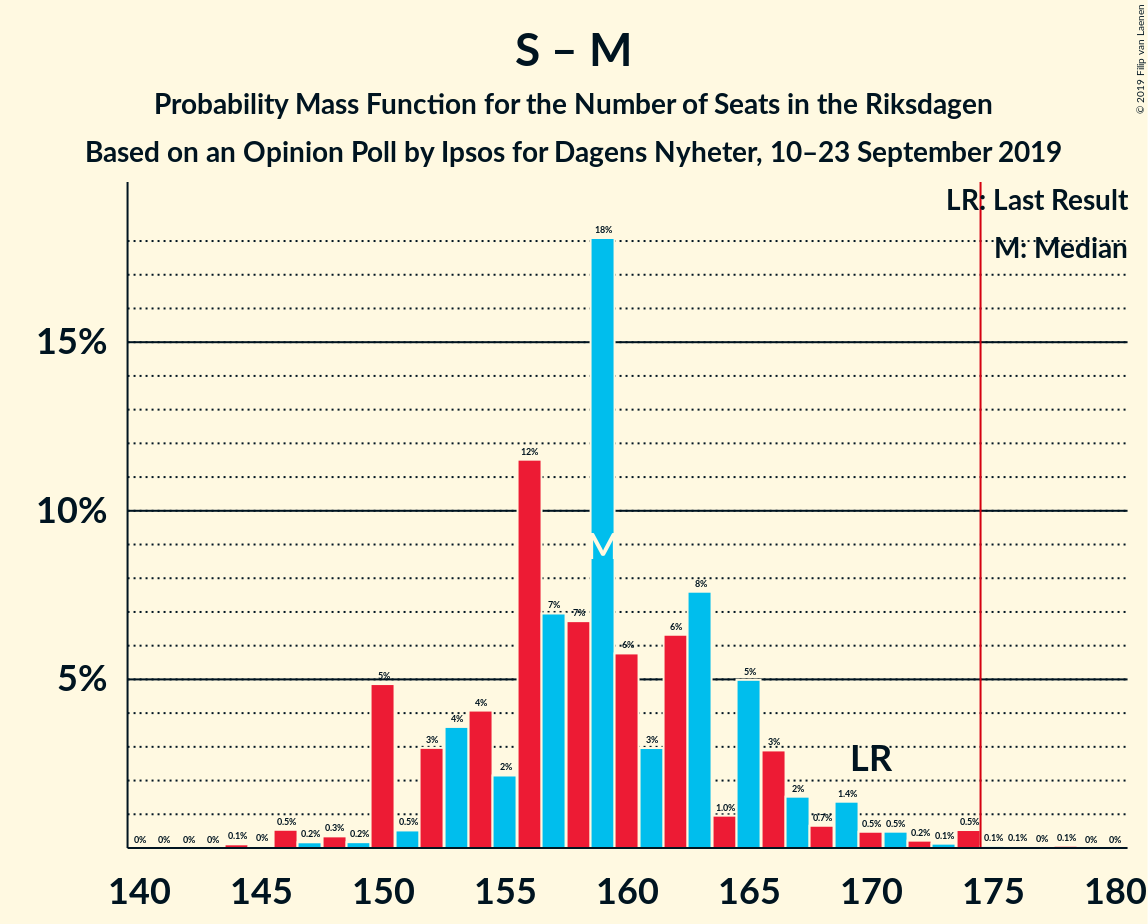 S – M
Probability Mass Function for the Number of Seats in the Riksdagen
Based on an Opinion Poll by Ipsos for Dagens Nyheter, 10–23 September 2019
© 2019 Filip van Laenen
LR: Last Result
M: Median
15%
10%
5%
0% 0% 0% 0% 0.1% 0% 0.5% 0.2% 0.3% 0.2% 5% 0.5% 3% 4% 4% 2% 12% 7% 7% 18% 6% 3% 6% 8% 1.0% 5% 3% 2% 0.7% 1.4% 0.5% 0.5% 0.2% 0.1% 0.5% 0.1% 0.1% 0% 0.1% 0% 0%
M
LR
140 145 150 155 160 165 170 175 180